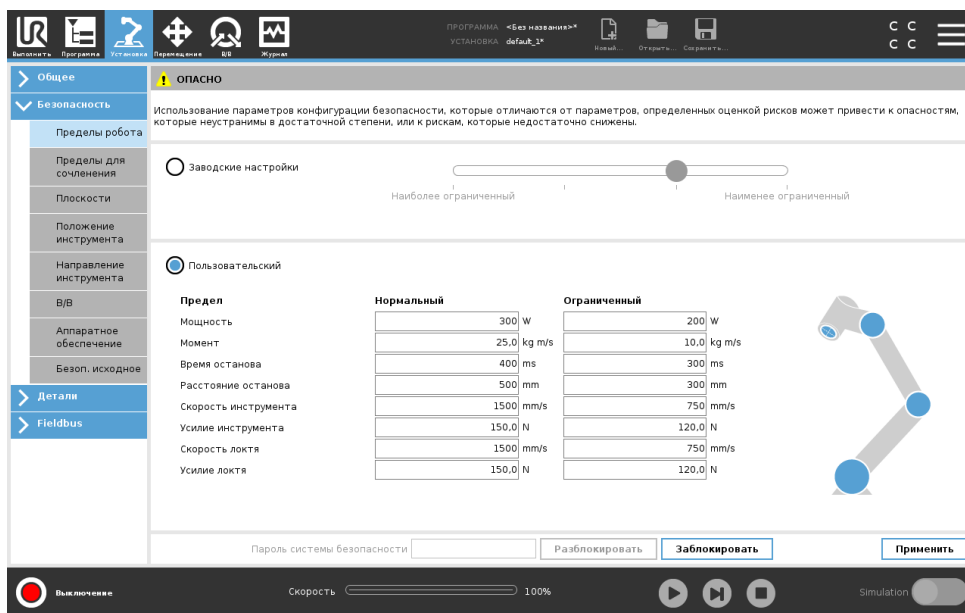 ПРОГРАММА <Без названия>*
УСТАНОВКА default_1*
UR
Выполнить Программа Установка Перемещение В/В Журнал
Новый... Открыть... Сохранить...
C C
C C
Общее
Безопасность
Пределы робота
Пределы для
сочленения
Плоскости
Положение
инструмента
Направление
инструмента
В/В
Аппаратное
обеспечение
Безоп. исходное
Детали
Fieldbus
ОПАСНО
Использование параметров конфигурации безопасности, которые отличаются от параметров, определенных оценкой рисков может привести к опасностям,
которые неустранимы в достаточной степени, или к рискам, которые недостаточно снижены.
Заводские настройки
Наиболее ограниченный Наименее ограниченный
Пользовательский
Предел Нормальный Ограниченный
Мощность 300 W 200 W
Момент 25,0 kg m/s 10,0 kg m/s
Время останова 400 ms 300 ms
Расстояние останова 500 mm 300 mm
Скорость инструмента 1500 mm/s 750 mm/s
Усилие инструмента 150,0 N 120,0 N
Скорость локтя 1500 mm/s 750 mm/s
Усилие локтя 150,0 N 120,0 N
Пароль системы безопасности Разблокировать Заблокировать Применить
Выключение Скорость 100% Simulation